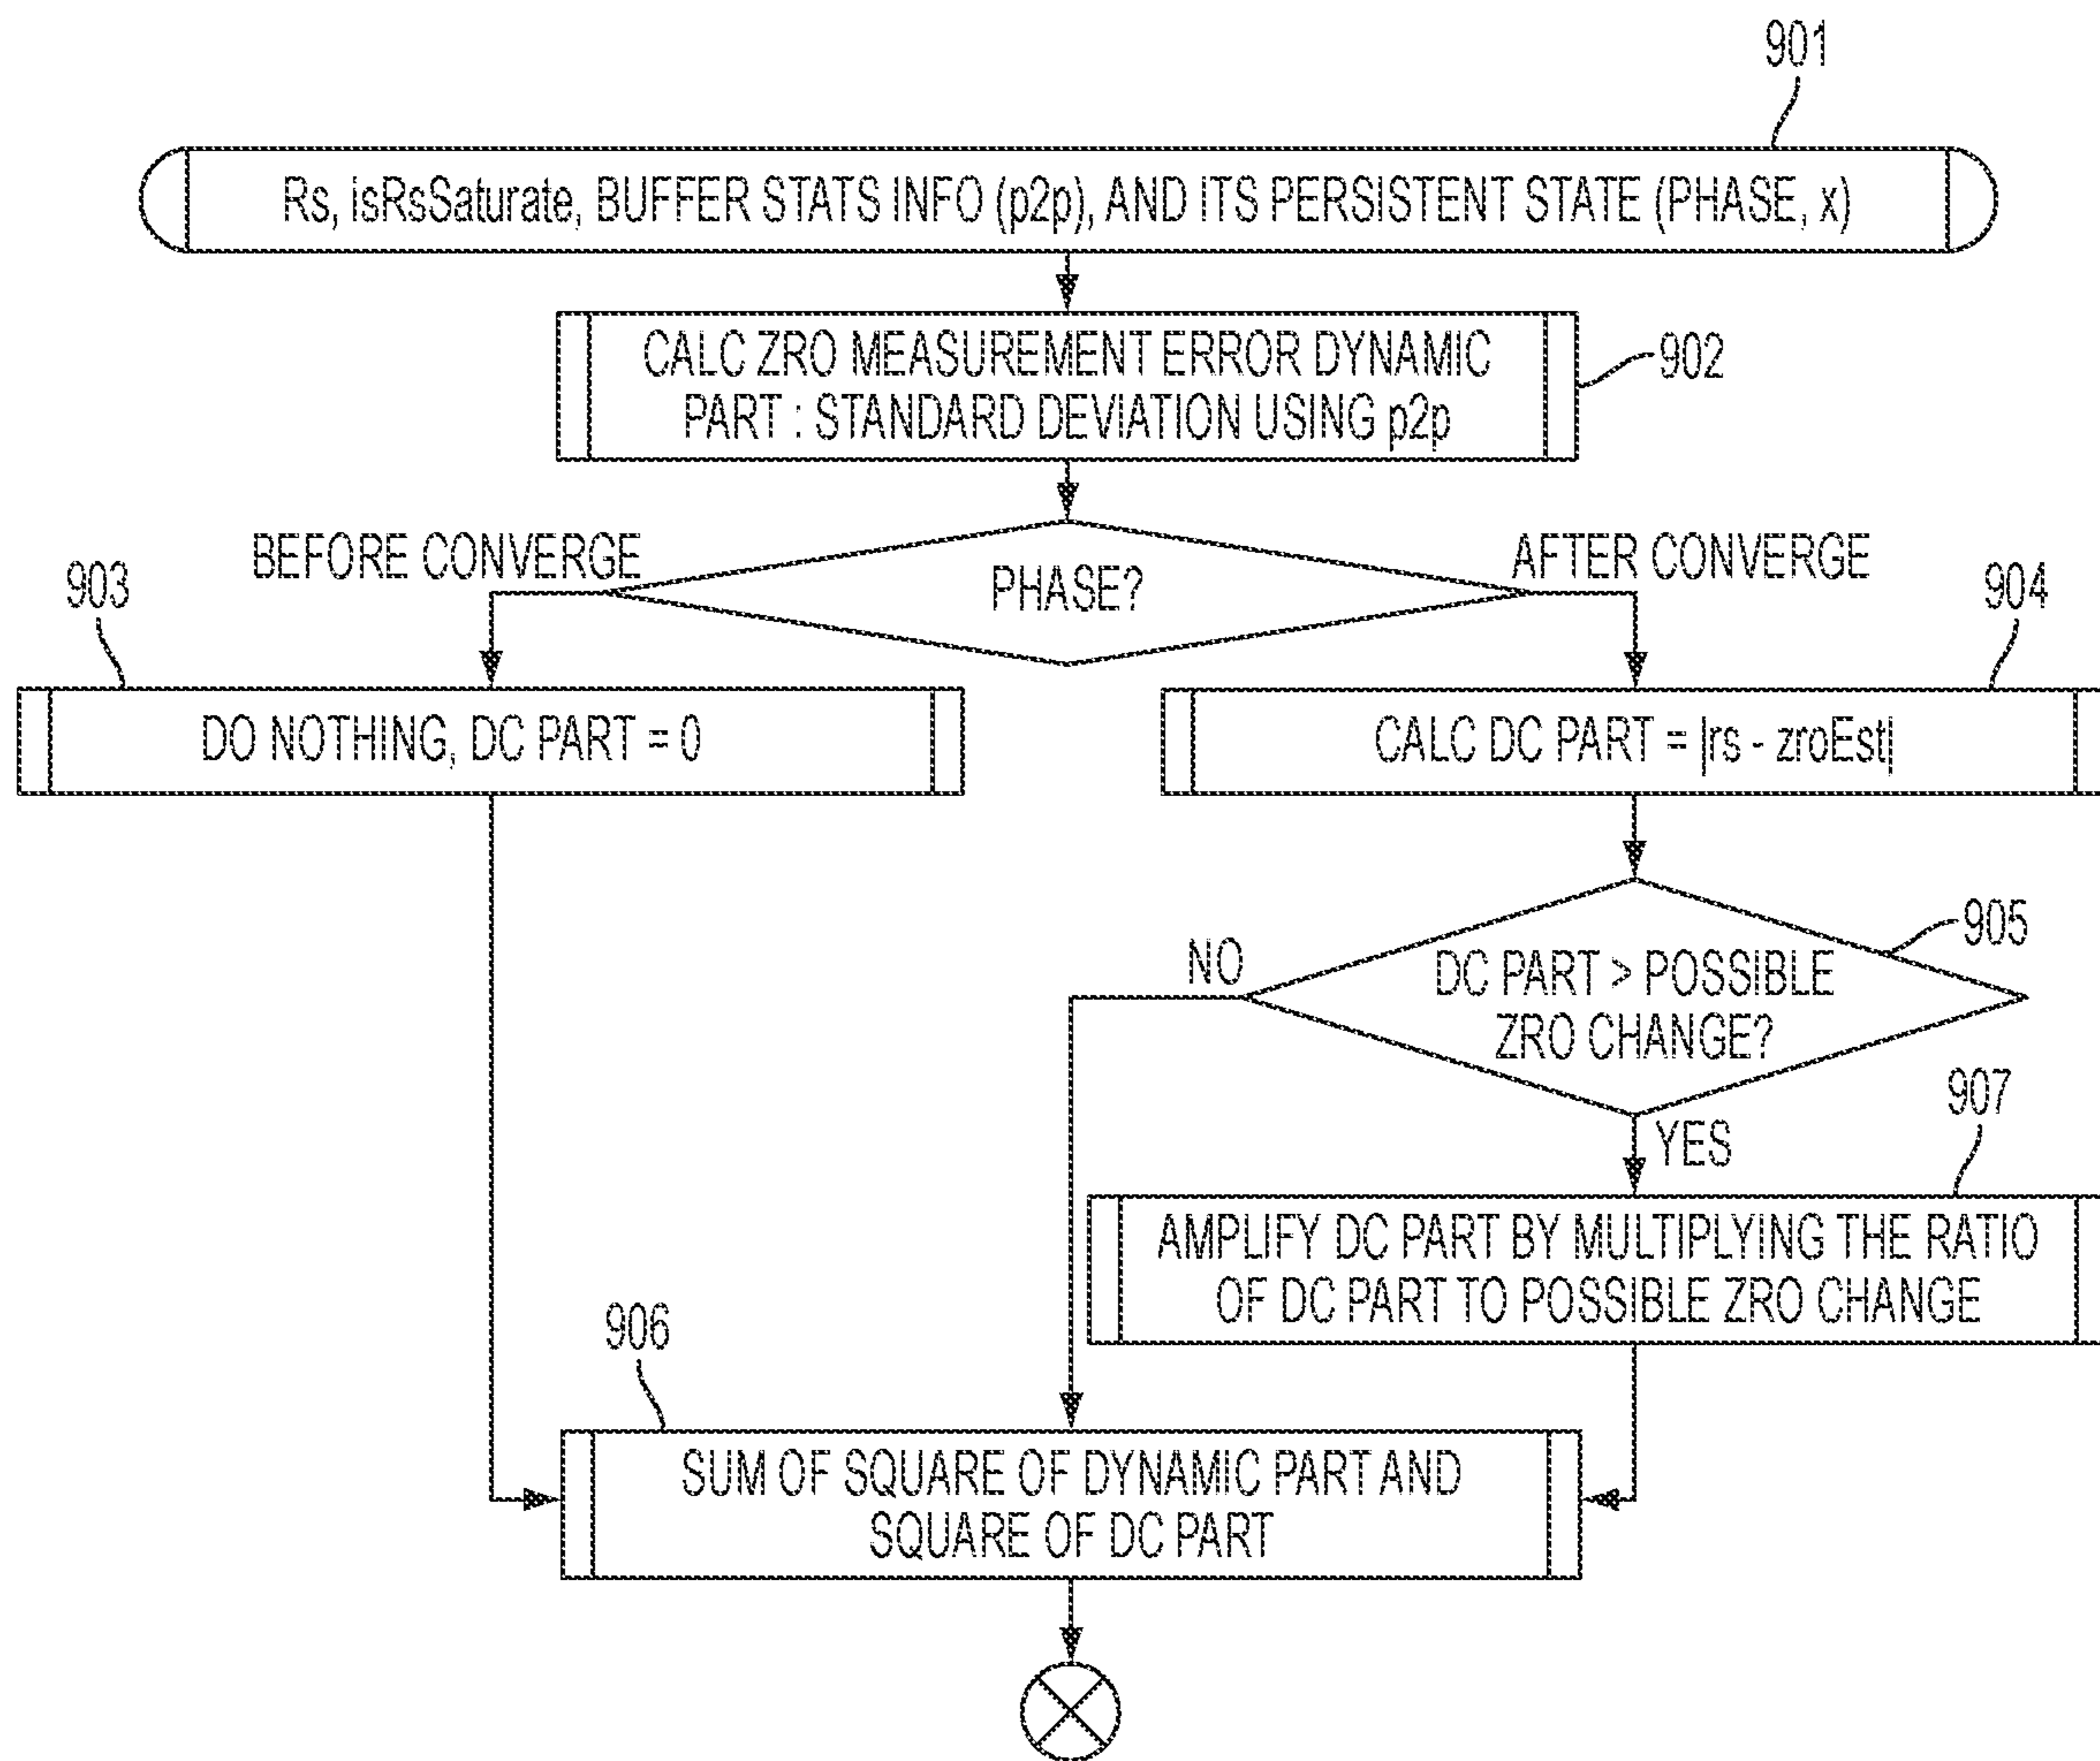 901
Rs, isRsSaturate, BUFFER STATS INFO (p2p), AND ITS PERSISTENT STATE (PHASE, x)
CALC ZRO MEASUREMENT ERROR DYNAMIC
PART : STANDARD DEVIATION USING p2p
902
BEFORE CONVERGE
PHASE?
AFTER CONVERGE
903
904
DO NOTHING, DC PART = 0
CALC DC PART = |rs - zroEst|
905
NO
DC PART > POSSIBLE
ZRO CHANGE?
907
YES
AMPLIFY DC PART BY MULTIPLYING THE RATIO
OF DC PART TO POSSIBLE ZRO CHANGE
906
SUM OF SQUARE OF DYNAMIC PART AND
SQUARE OF DC PART